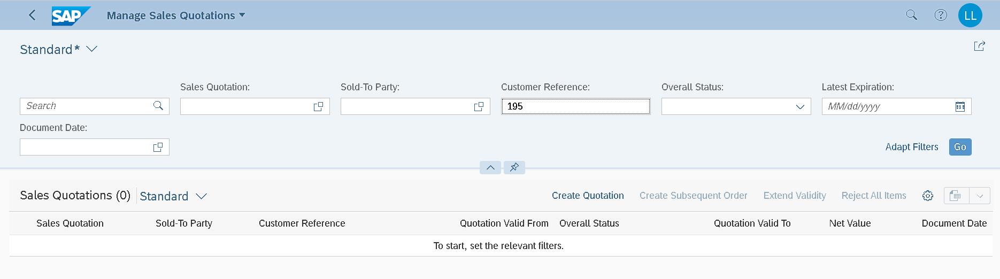 SAP Manage Sales Quotations
LL
Standard*
Sales Quotation: Sold-To Party: Customer Reference: Overall Status: Latest Expiration:
Search 195 MM/dd/yyyy
Document Date:
Adapt Filters Go
Sales Quotations (0) Standard Create Quotation Create Subsequent Order Extend Validity Reject All Items
Sales Quotation Sold-To Party Customer Reference Quotation Valid From Overall Status Quotation Valid To Net Value Document Date
To start, set the relevant filters.